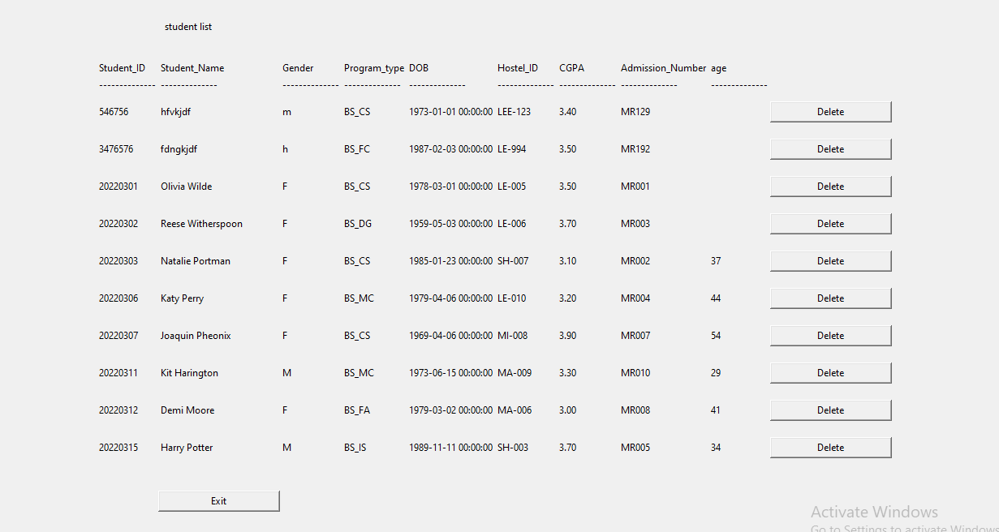 student list
Student_ID Student_Name Gender Program_type DOB Hostel_ID CGPA Admission_Number age
-------------- -------------- -------------- -------------- -------------- -------------- -------------- -------------- --------------
546756 hfvkjdf m BS_CS 1973-01-01 00:00:00 LEE-123 3.40 MR129 Delete
3476576 fdngkjdf h BS_FC 1987-02-03 00:00:00 LE-994 3.50 MR192 Delete
20220301 Olivia Wilde F BS_CS 1978-03-01 00:00:00 LE-005 3.50 MR001 Delete
20220302 Reese Witherspoon F BS_DG 1959-05-03 00:00:00 LE-006 3.70 MR003 Delete
20220303 Natalie Portman F BS_CS 1985-01-23 00:00:00 SH-007 3.10 MR002 37 Delete
20220306 Katy Perry F BS_MC 1979-04-06 00:00:00 LE-010 3.20 MR004 44 Delete
20220307 Joaquin Pheonix F BS_CS 1969-04-06 00:00:00 MI-008 3.90 MR007 54 Delete
20220311 Kit Harington M BS_MC 1973-06-15 00:00:00 MA-009 3.30 MR010 29 Delete
20220312 Demi Moore F BS_FA 1979-03-02 00:00:00 MA-006 3.00 MR008 41 Delete
20220315 Harry Potter M BS_IS 1989-11-11 00:00:00 SH-003 3.70 MR005 34 Delete
Exit
Activate Windows
Go to Settings to activate Windows